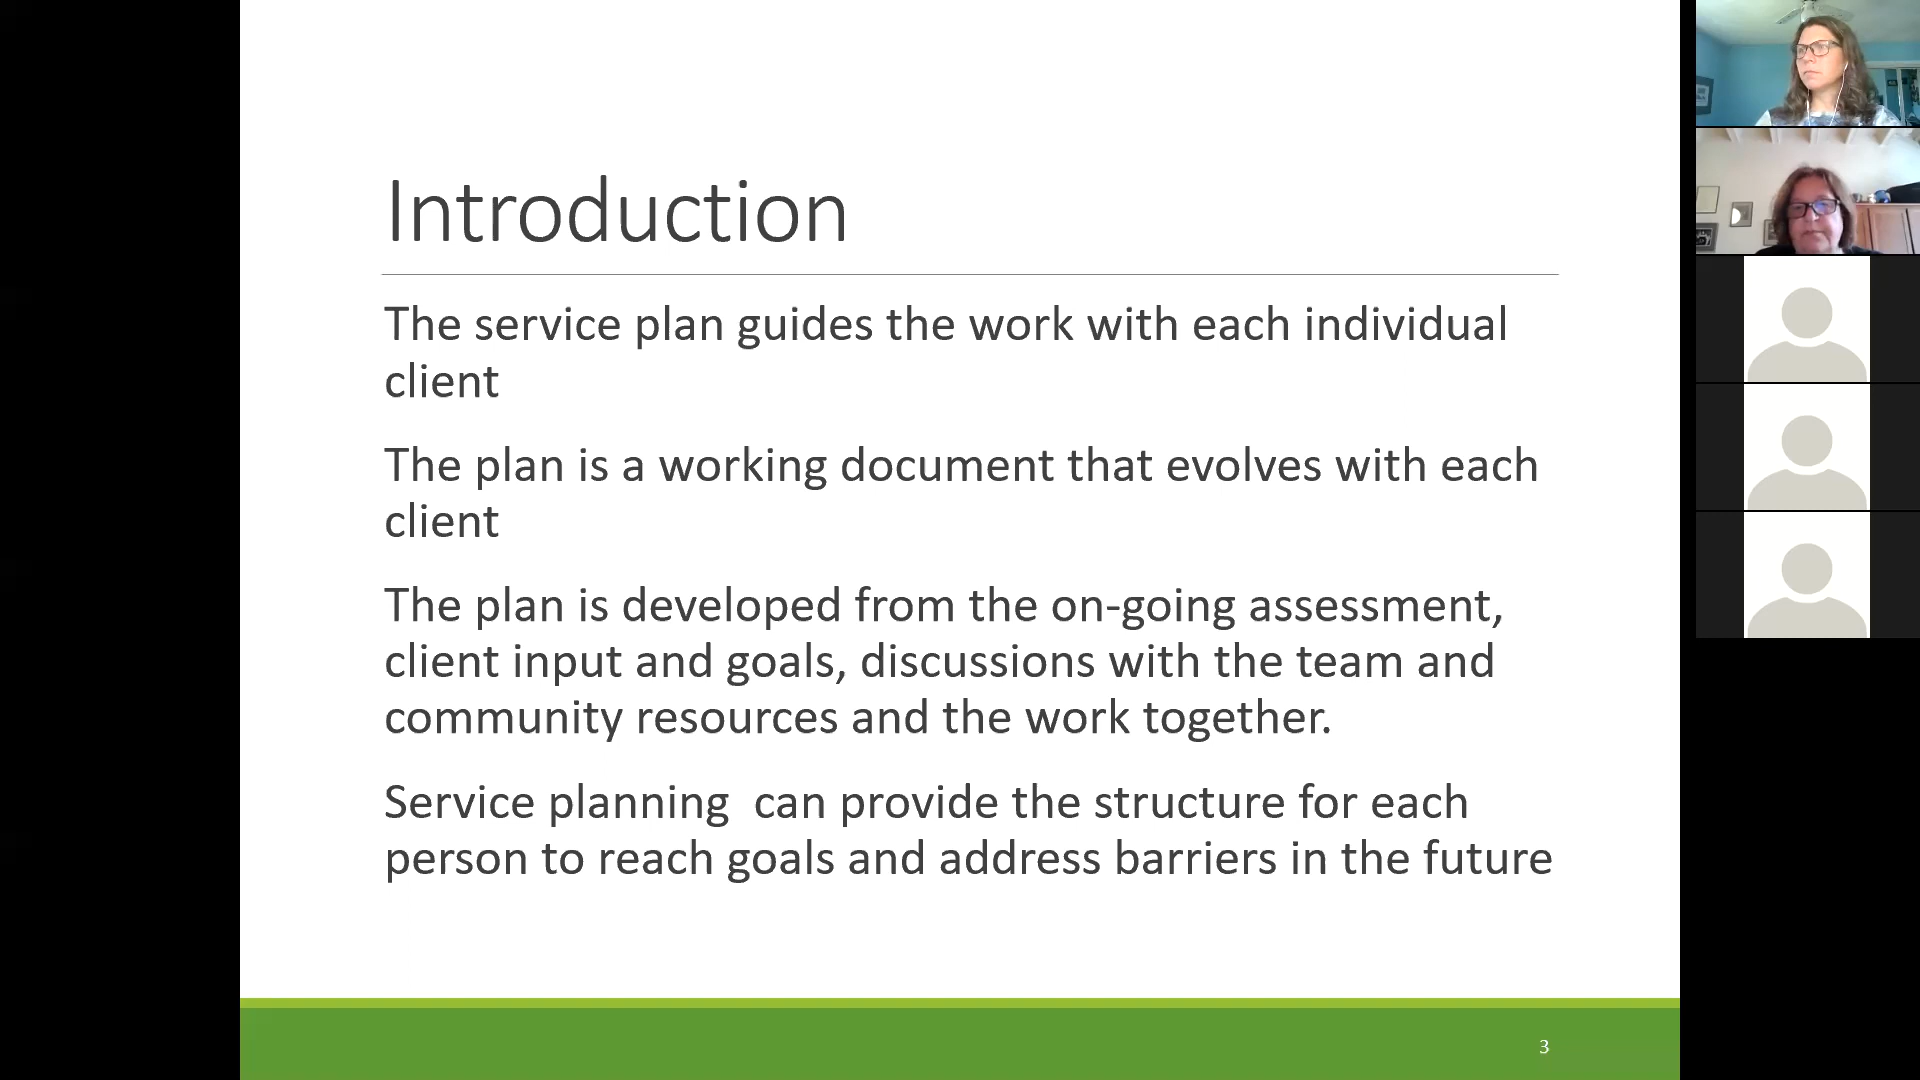 Introduction
The service plan guides the work with each individual
client
The plan is a working document that evolves with each
client
The plan is developed from the on-going assessment,
client input and goals, discussions with the team and
community resources and the work together.
Service planning  can provide the structure for each
person to reach goals and address barriers in the future
3